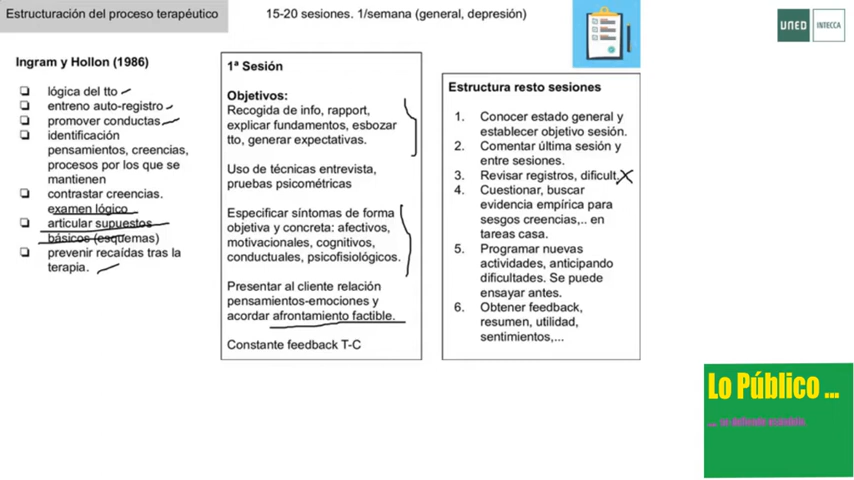 Estructuración del proceso terapéutico
15-20 sesiones. 1/semana (general, depresión)
UNED
INTECCA
Ingram y Hollon (1986)
lógica del tto
entreno auto-registro
promover conductas
identificación
pensamientos, creencias,
procesos por los que se
mantienen
contrastar creencias.
examen lógico
articular supuestos
básicos (esquemas)
prevenir recaídas tras la
terapia.
1ª Sesión
Objetivos:
Recogida de info, rapport,
explicar fundamentos, esbozar
tto, generar expectativas.
Uso de técnicas entrevista,
pruebas psicométricas
Especificar síntomas de forma
objetiva y concreta: afectivos,
motivacionales, cognitivos,
conductuales, psicofisiológicos.
Presentar al cliente relación
pensamientos-emociones y
acordar afrontamiento factible.
Constante feedback T-C
Estructura resto sesiones
1. Conocer estado general y
establecer objetivo sesión.
2. Comentar última sesión y
entre sesiones.
3. Revisar registros, dificult.
4. Cuestionar, buscar
evidencia empírica para
sesgos creencias,.. en
tareas casa.
5. Programar nuevas
actividades, anticipando
dificultades. Se puede
ensayar antes.
6. Obtener feedback,
resumen, utilidad,
sentimientos,...
Lo Público ...